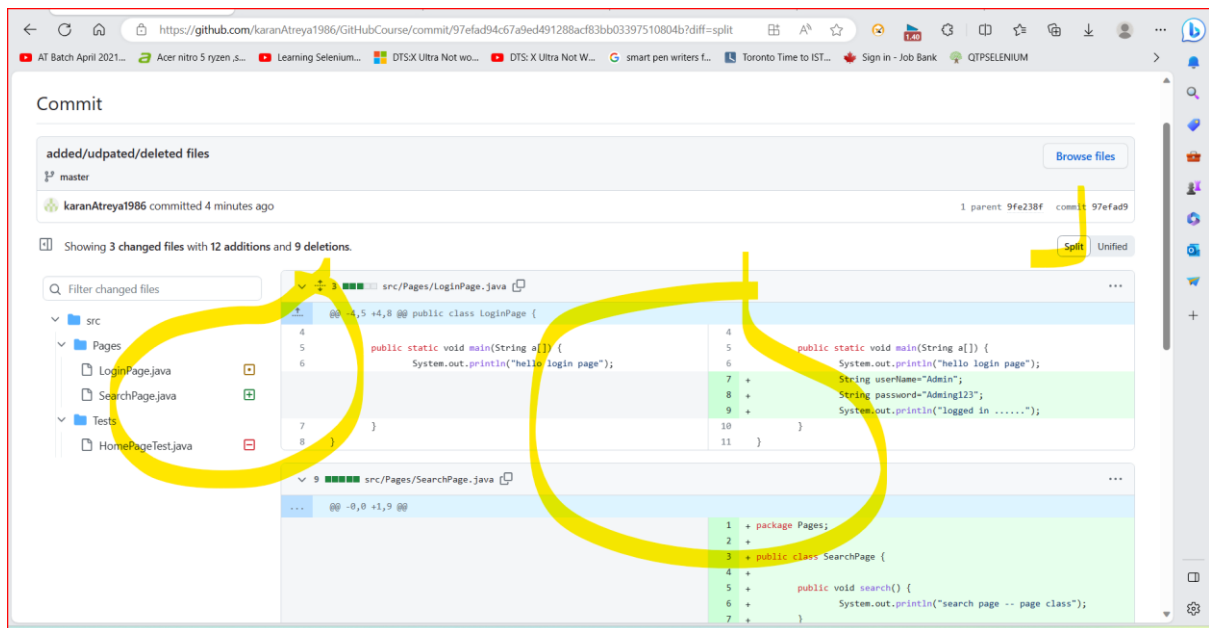 https://github.com/karanAtreya1986/GitHubCourse/commit/97efad94c67a9ed491288acf83bb03397510804b?diff=split
1.40
AT Batch April 2021... Acer nitro 5 ryzen ,s... Learning Selenium... DTS:X Ultra Not wo... DTS: X Ultra Not W... smart pen writers f... Toronto Time to IST... Sign in - Job Bank QTPSELENIUM
Commit
added/udpated/deleted files
Browse files
master
karanAtreya1986 committed 4 minutes ago
1 parent 9fe238f commit 97efad9
Showing 3 changed files with 12 additions and 9 deletions.
Split Unified
Filter changed files
src
Pages
LoginPage.java
SearchPage.java
Tests
HomePageTest.java
3 src/Pages/LoginPage.java
@@ -4,5 +4,8 @@ public class LoginPage {
4 4
5 public static void main(String a[]) { 5 public static void main(String a[]) {
6 System.out.println("hello login page"); 6 System.out.println("hello login page");
7 + String userName="Admin";
8 + String password="Adming123";
9 + System.out.println("logged in ......");
7 } 10 }
8 } 11 }
9 src/Pages/SearchPage.java
@@ -0,0 +1,9 @@
1 + package Pages;
2 +
3 + public class SearchPage {
4 +
5 + public void search() {
6 + System.out.println("search page -- page class");
7 + }